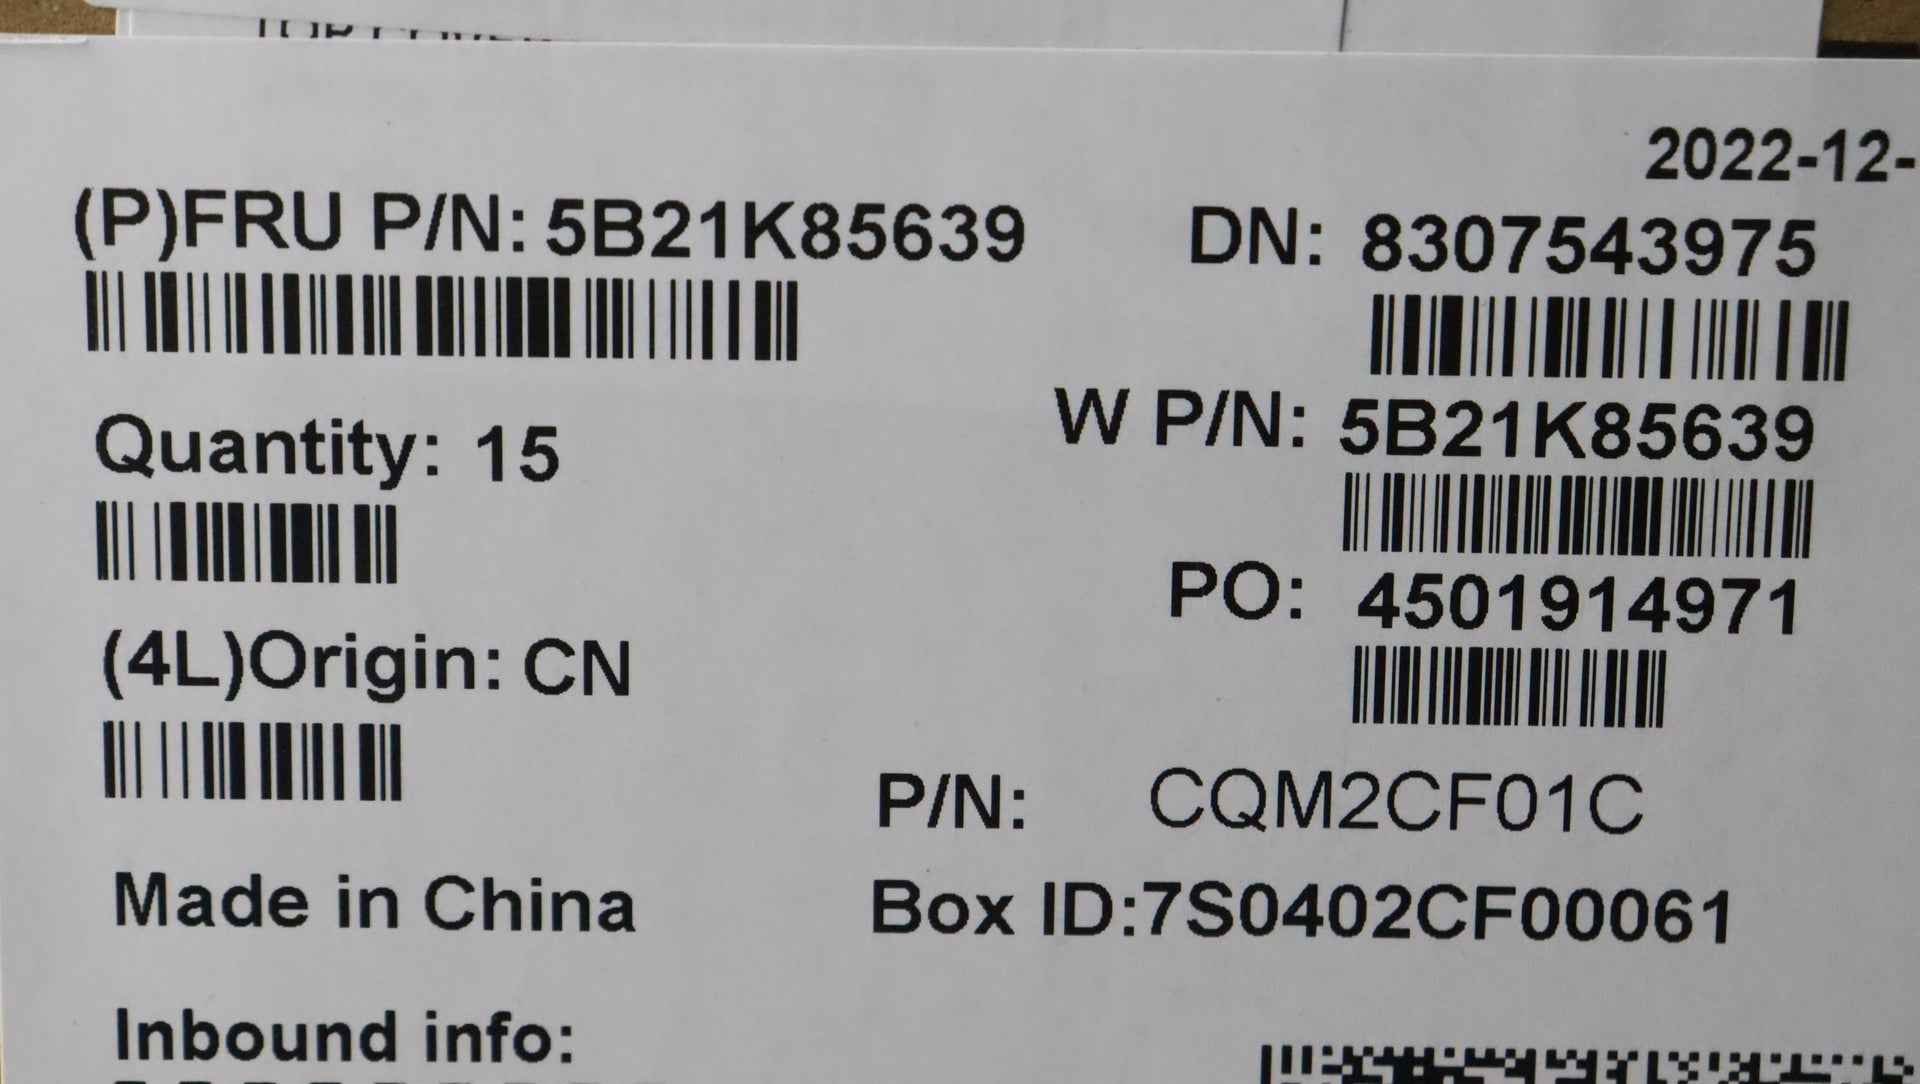 2022-12-
(P)FRU P/N: 5B21K85639
DN: 8307543975
W P/N: 5B21K85639
Quantity: 15
PO: 4501914971
(4L)Origin: CN
P/N: CQM2CF01C
Made in China
Box ID:7S0402CF00061
Inbound info: